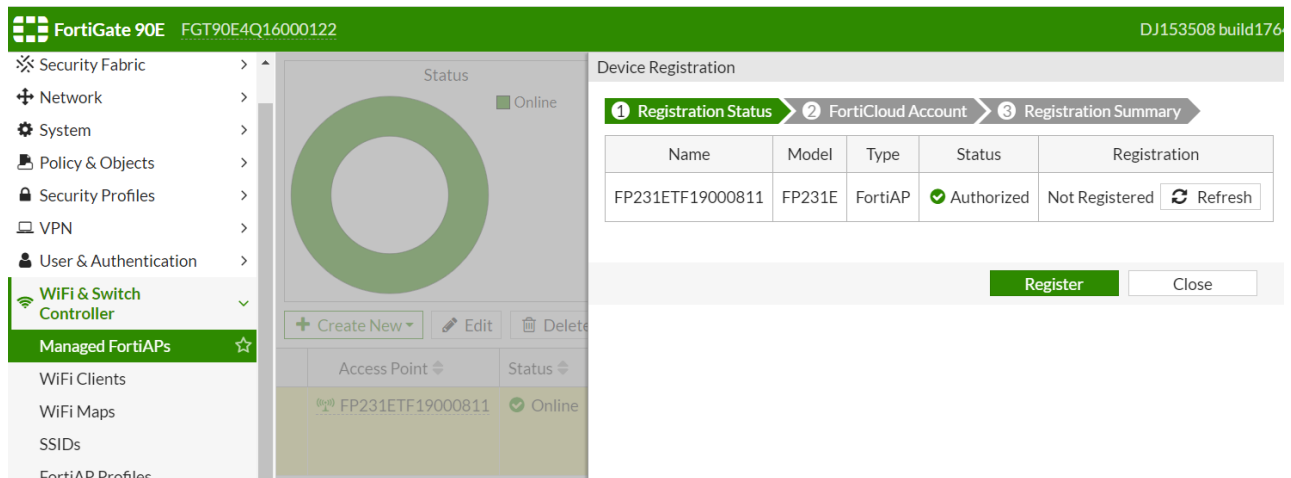 FortiGate 90E FGT90E4Q16000122 DJ153508 build1764
Security Fabric
Network
System
Policy & Objects
Security Profiles
VPN
User & Authentication
WiFi & Switch
Controller
Managed FortiAPs
WiFi Clients
WiFi Maps
SSIDs
FortiAP Profiles
Status
Online
Create New Edit Delete
Access Point Status
FP231ETF19000811 Online
Device Registration
1 Registration Status 2 FortiCloud Account 3 Registration Summary
Name Model Type Status Registration
FP231ETF19000811 FP231E FortiAP Authorized Not Registered Refresh
Register Close